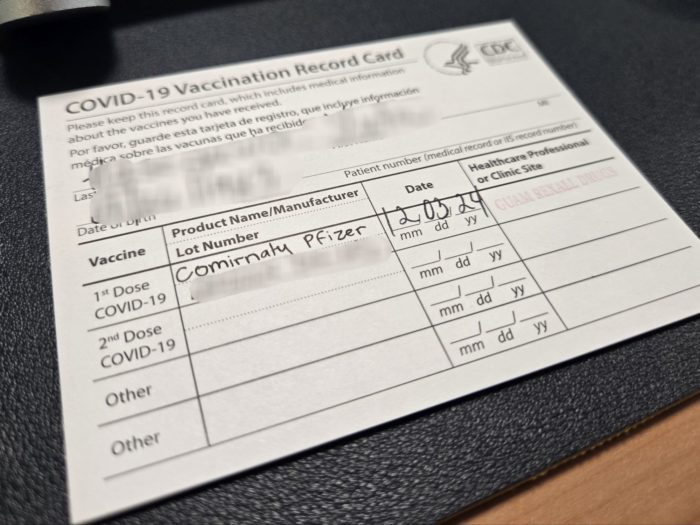 COVID-19 Vaccination Record Card
CDC
Please keep this record card, which includes medical information
about the vaccines you have received.
Por favor, guarde esta tarjeta de registro, que incluye información
médica sobre las vacunas que ha recibido
Las
MI
Date of birth
Patient number (medical record or IIS record number)
Vaccine
Product Name/Manufacturer
Lot Number
Date
Healthcare Professional
or Clinic Site
1st Dose
COVID-19
Comirnaty Pfizer
12,03,24
mm dd yy
GUAM REXALL DRUGS
2nd Dose
COVID-19
mm dd yy
Other
mm dd yy
Other
mm dd yy